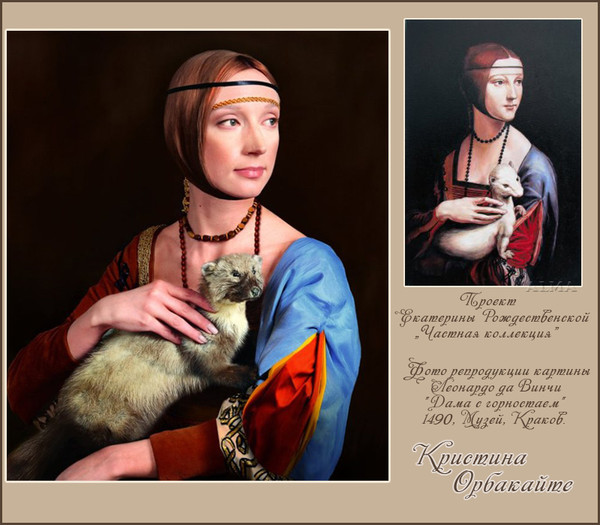 Проект
Екатерины Рождественской
"Частная коллекция"
Фото репродукции картины
Леонардо да Винчи
"Дама с горностаем"
1490, Музей, Краков.
Кристина
Орбакайте